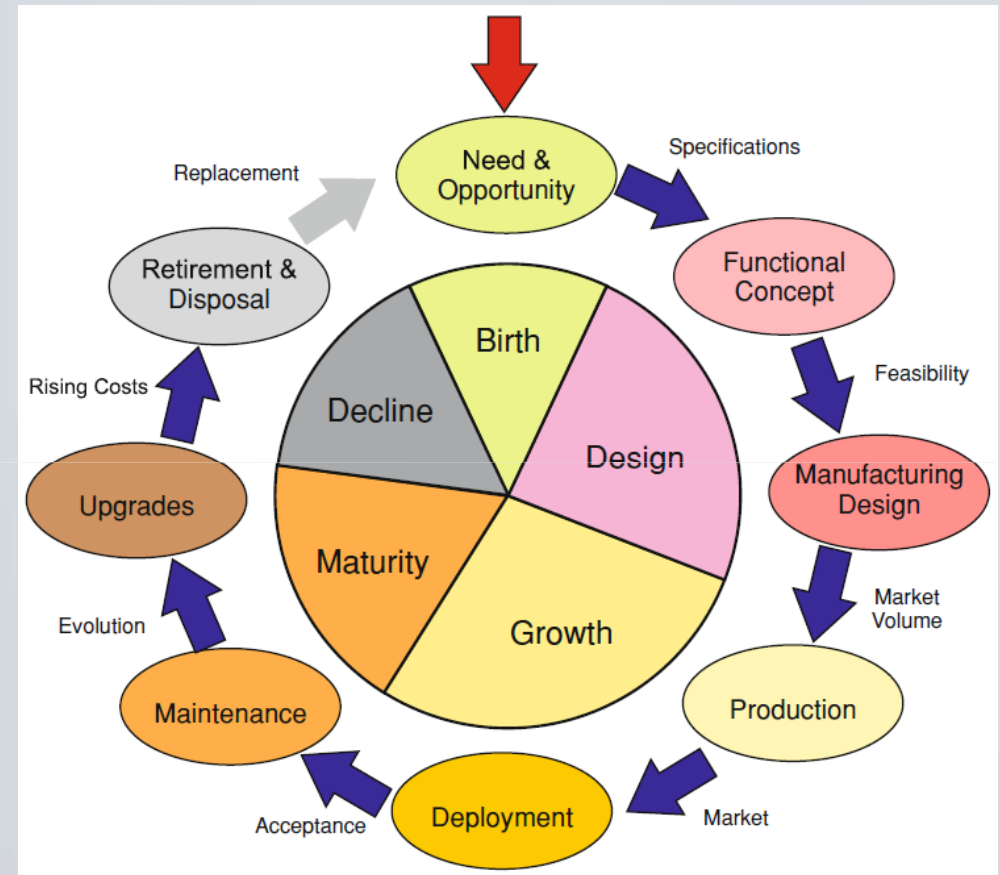 Need &
Opportunity
Specifications
Functional
Concept
Feasibility
Manufacturing
Design
Market
Volume
Production
Market
Deployment
Acceptance
Maintenance
Evolution
Upgrades
Rising Costs
Retirement &
Disposal
Replacement
Birth
Design
Growth
Maturity
Decline